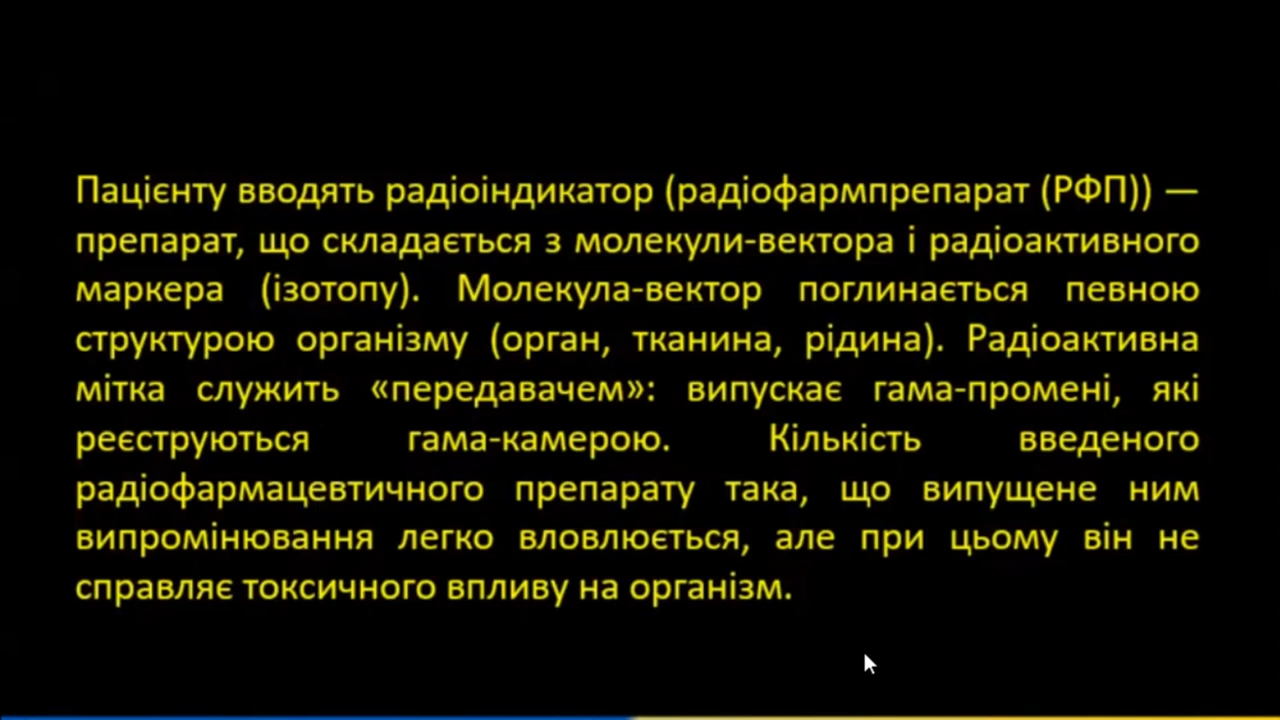 Пацієнту вводять радіоіндикатор (радіофармпрепарат (РФП)) —
препарат, що складається з молекули-вектора і радіоактивного
маркера (ізотопу). Молекула-вектор поглинається певною
структурою організму (орган, тканина, рідина). Радіоактивна
мітка служить «передавачем»: випускає гама-промені, які
реєструються гама-камерою. Кількість введеного
радіофармацевтичного препарату така, що випущене ним
випромінювання легко вловлюється, але при цьому він не
справляє токсичного впливу на організм.